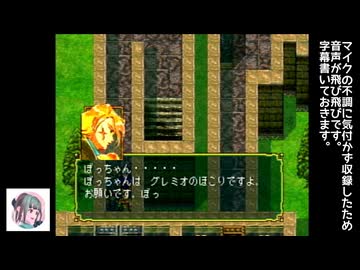 マイクの不調に気付かず収録したため
音声が飛び飛びです。
字幕書いておきます。
ぼっちゃん・・・・・
ぼっちゃんは グレミオのほこりですよ。
お願いです。ぼっ